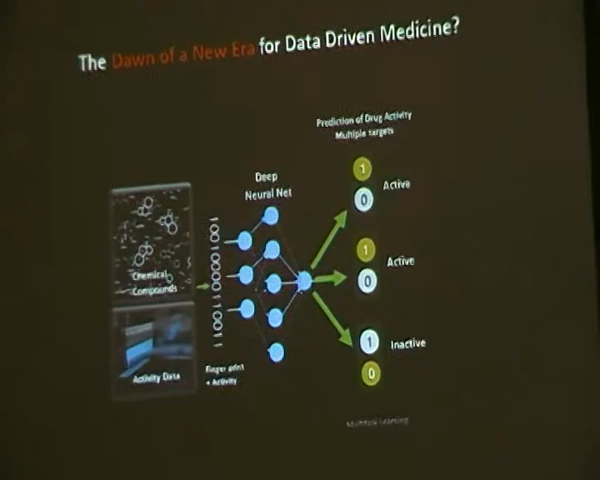 The Dawn of a New Era for Data Driven Medicine?
Prediction of Drug Activity
Multiple targets
Deep
Neural Net
1
0
Active
1
0
Active
1
0
Inactive
Chemical
Compounds
Activity Data
Finger print
+ Activity
Learning